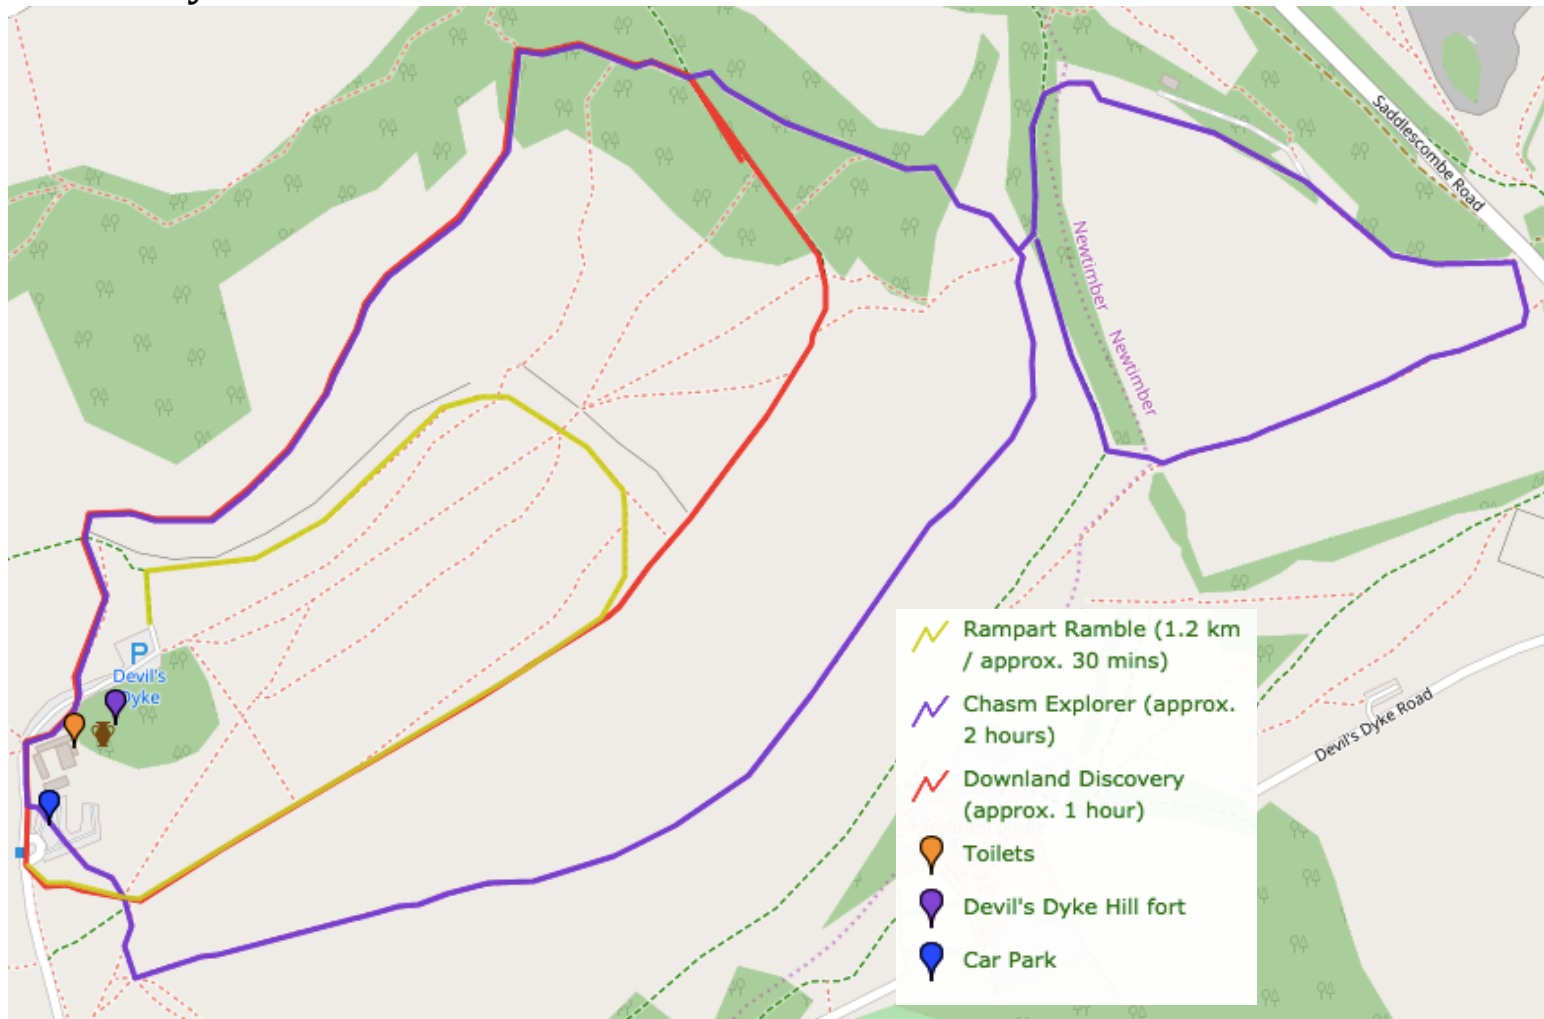 Saddlescombe Road
Newtimber
Newtimber
P
Devil's
Dyke
Devil's Dyke Road
Rampart Ramble (1.2 km
/ approx. 30 mins)
Chasm Explorer (approx.
2 hours)
Downland Discovery
(approx. 1 hour)
Toilets
Devil's Dyke Hill fort
Car Park